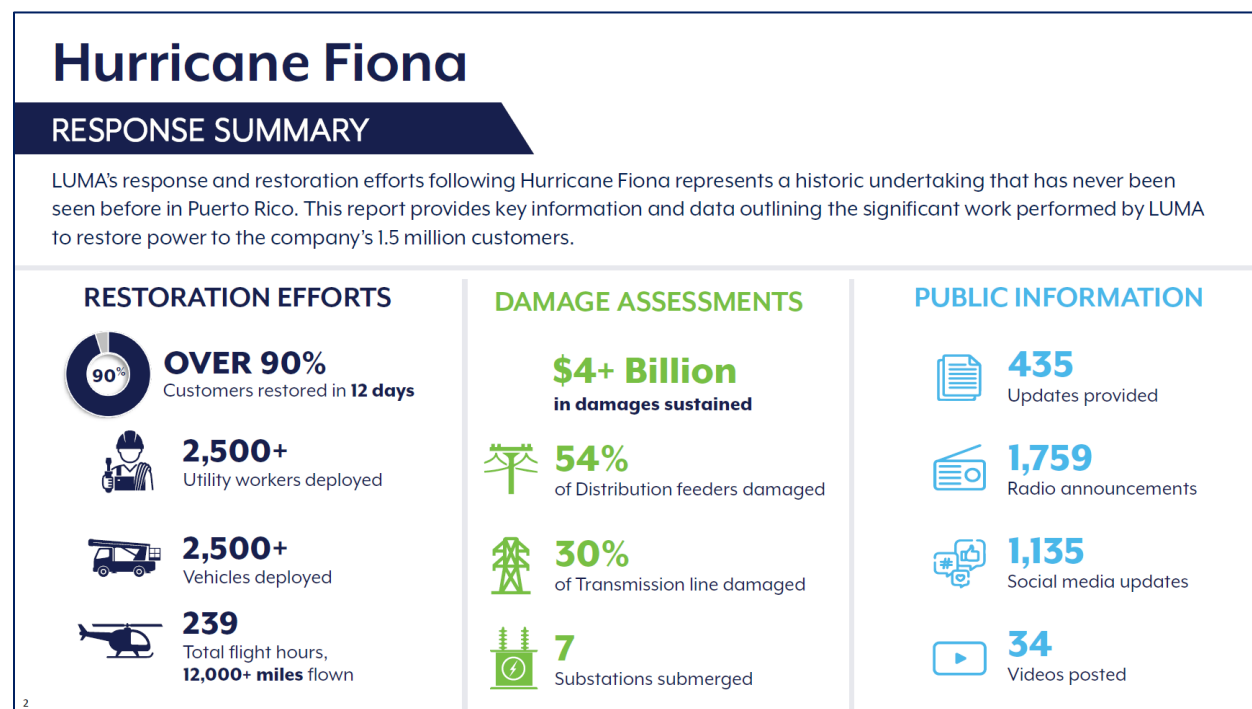 Hurricane Fiona
RESPONSE SUMMARY
LUMA's response and restoration efforts following Hurricane Fiona represents a historic undertaking that has never been
seen before in Puerto Rico. This report provides key information and data outlining the significant work performed by LUMA
to restore power to the company's 1.5 million customers.
RESTORATION EFFORTS
90%
OVER 90%
Customers restored in 12 days
2,500+
Utility workers deployed
2,500+
Vehicles deployed
239
Total flight hours,
12,000+ miles flown
DAMAGE ASSESSMENTS
$4+ Billion
in damages sustained
54%
of Distribution feeders damaged
30%
of Transmission line damaged
7
Substations submerged
PUBLIC INFORMATION
435
Updates provided
1,759
Radio announcements
#
1,135
Social media updates
34
Videos posted
2